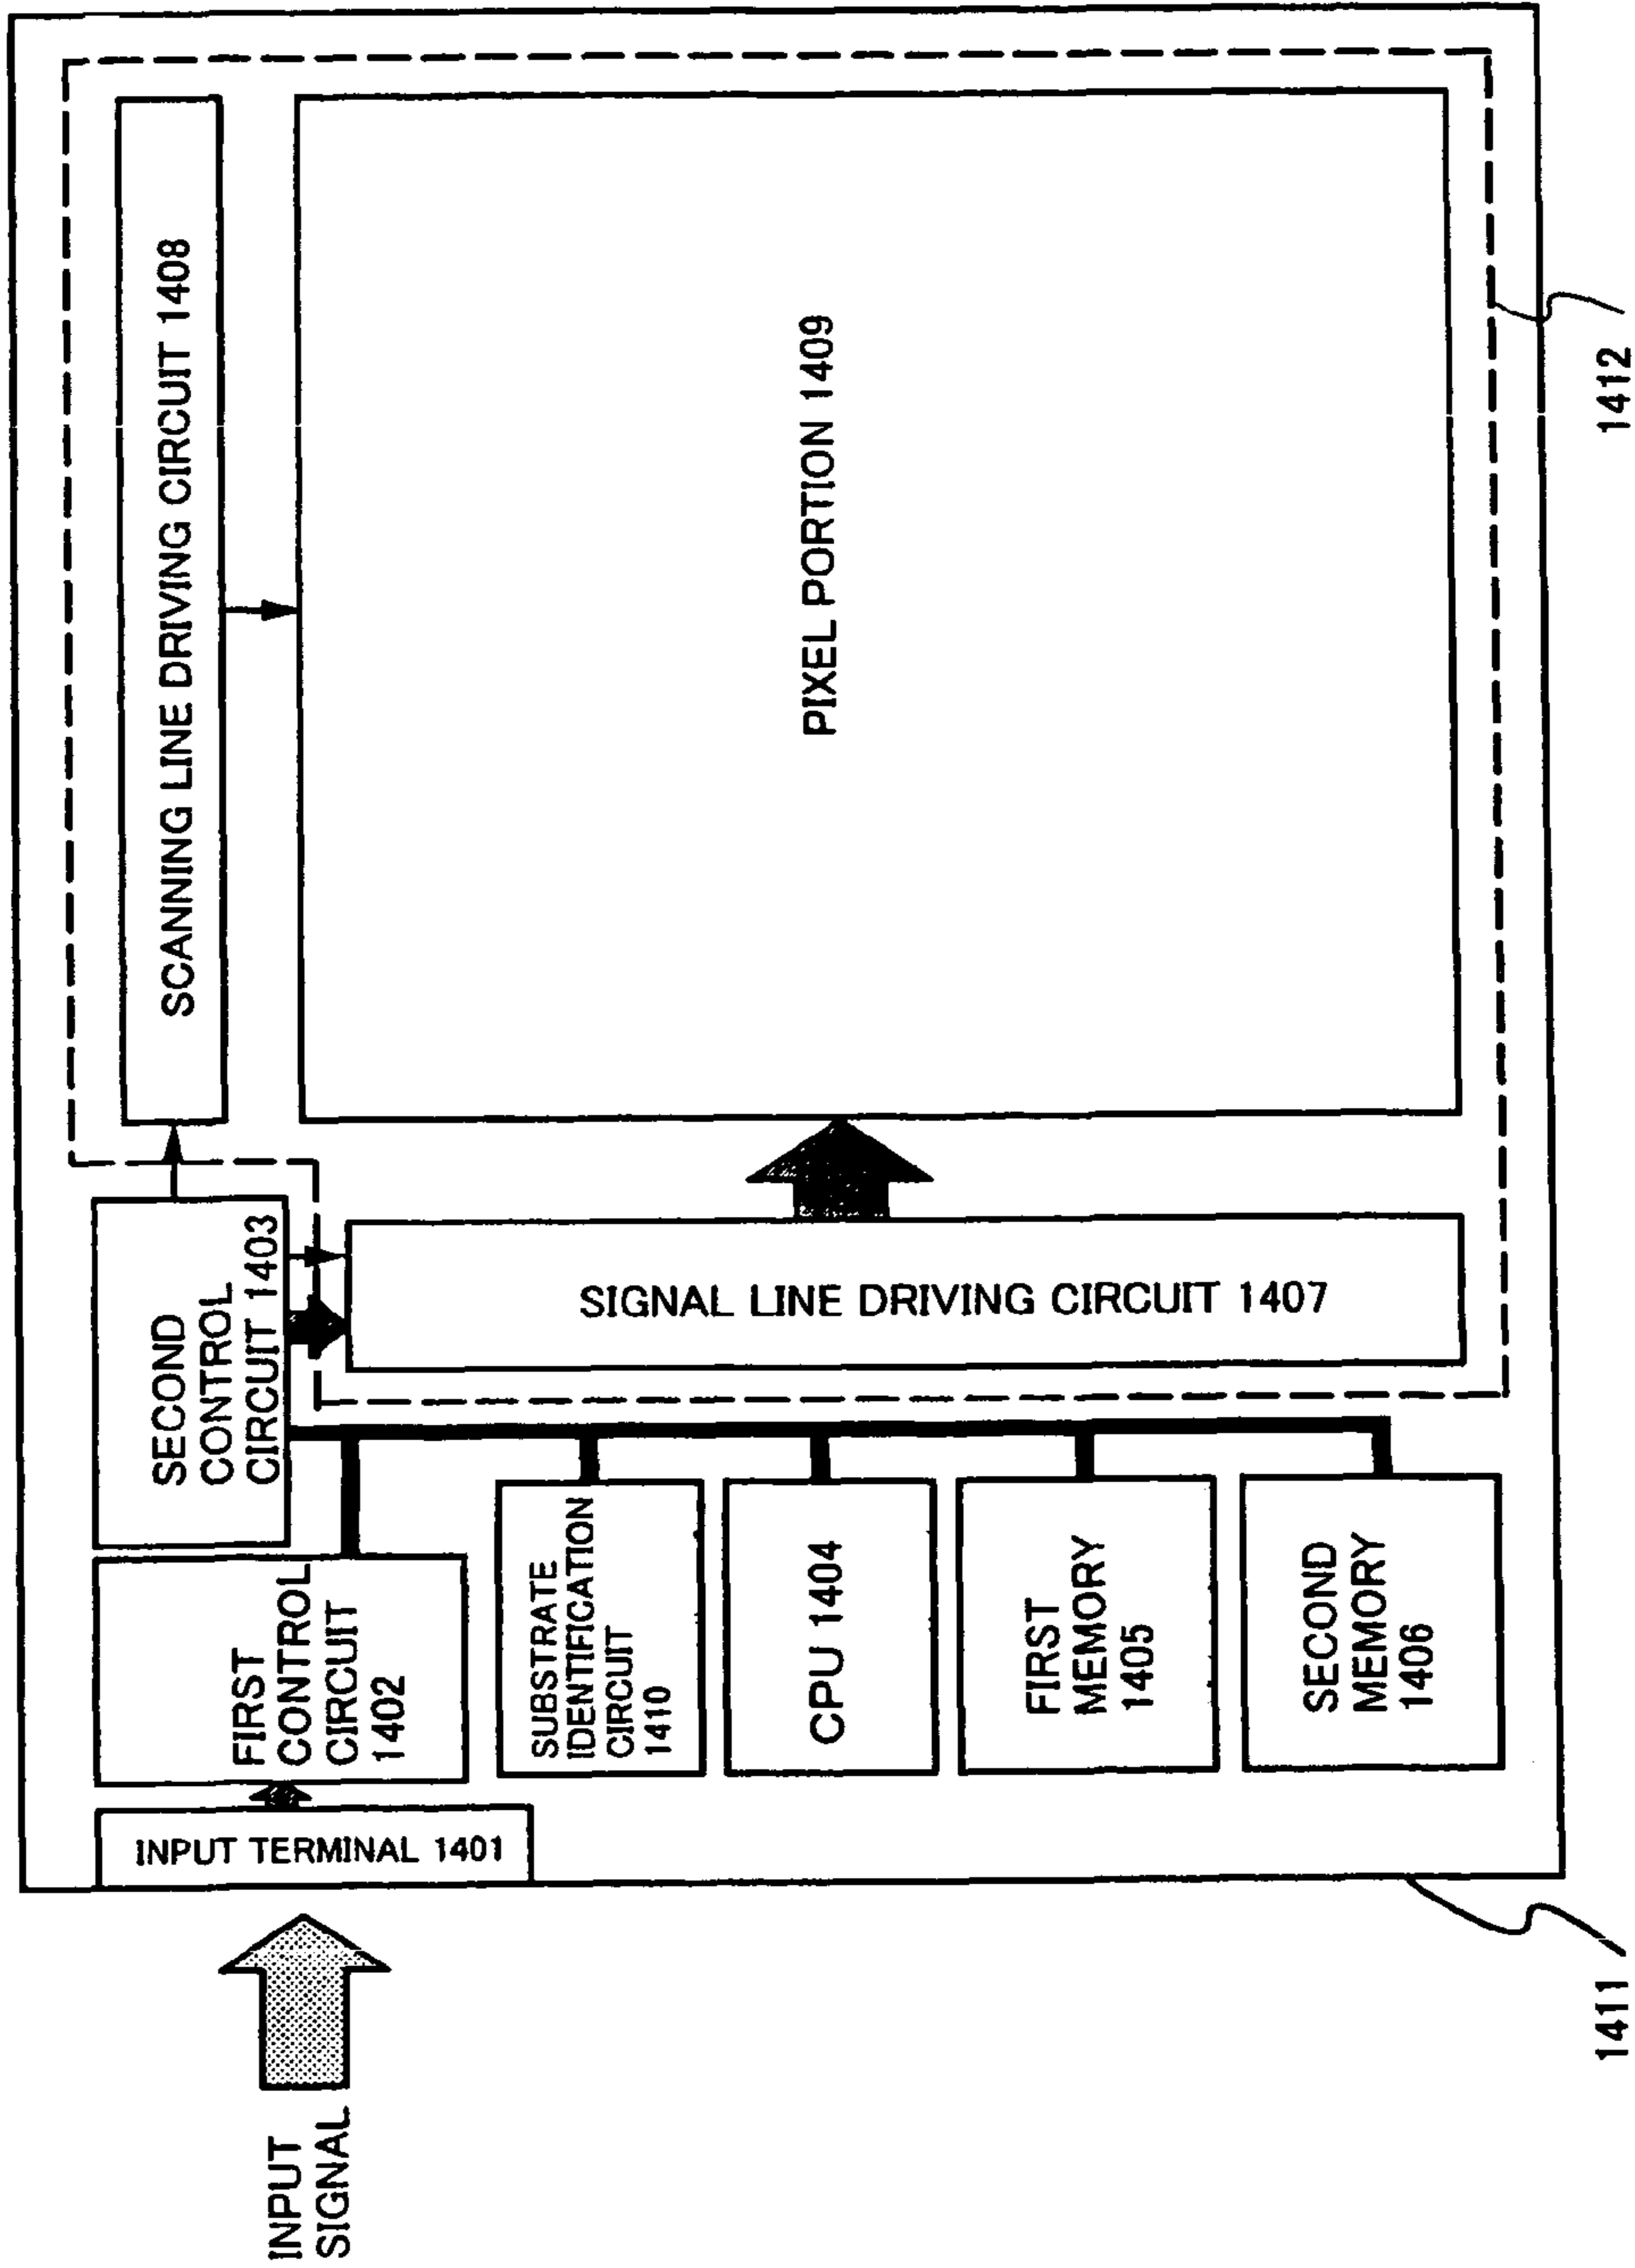 INPUT
SIGNAL
INPUT TERMINAL 1401
FIRST
CONTROL
CIRCUIT
1402
SECOND
CONTROL
CIRCUIT 1403
SCANNING LINE DRIVING CIRCUIT 1408
SUBSTRATE
IDENTIFICATION
CIRCUIT
1410
CPU 1404
FIRST
MEMORY
1405
SECOND
MEMORY
1406
SIGNAL LINE DRIVING CIRCUIT 1407
PIXEL PORTION 1409
1411
1412